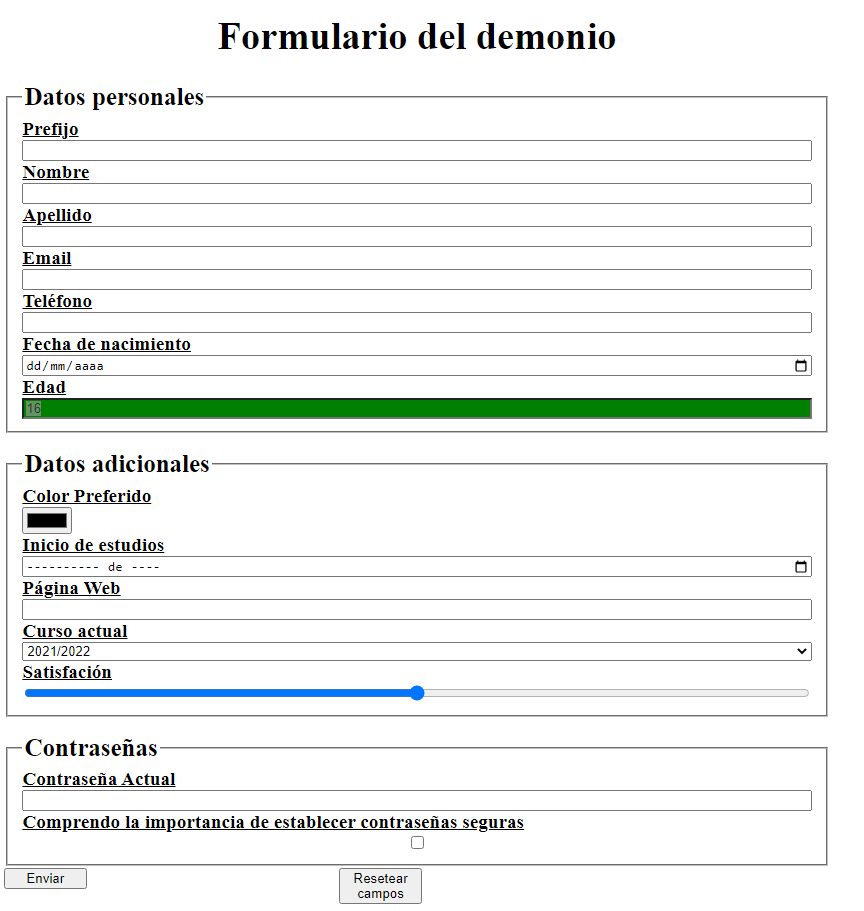 Formulario del demonio
Datos personales
Prefijo
Nombre
Apellido
Email
Teléfono
Fecha de nacimiento
dd/mm/aaaa
Edad
16
Datos adicionales
Color Preferido
Inicio de estudios
---------- de ----
Página Web
Curso actual
2021/2022
Satisfación
Contraseñas
Contraseña Actual
Comprendo la importancia de establecer contraseñas seguras
Enviar
Resetear
campos